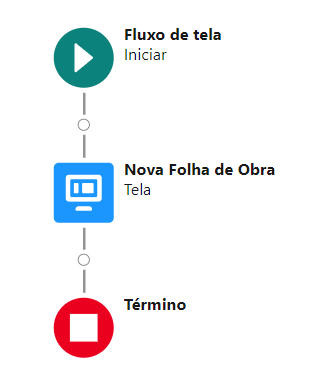 Fluxo de tela
Iniciar
Nova Folha de Obra
Tela
Término